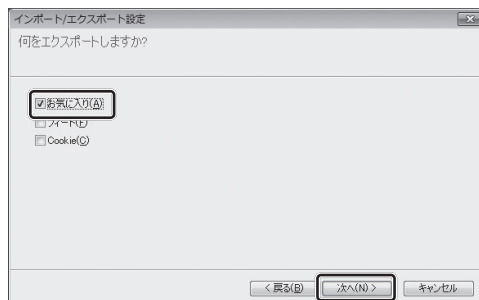 インポート/エクスポート設定
何をエクスポートしますか?
お気に入り(A)
フィード(F)
Cookie(C)
< 戻る(B) 次へ(N) > キャンセル